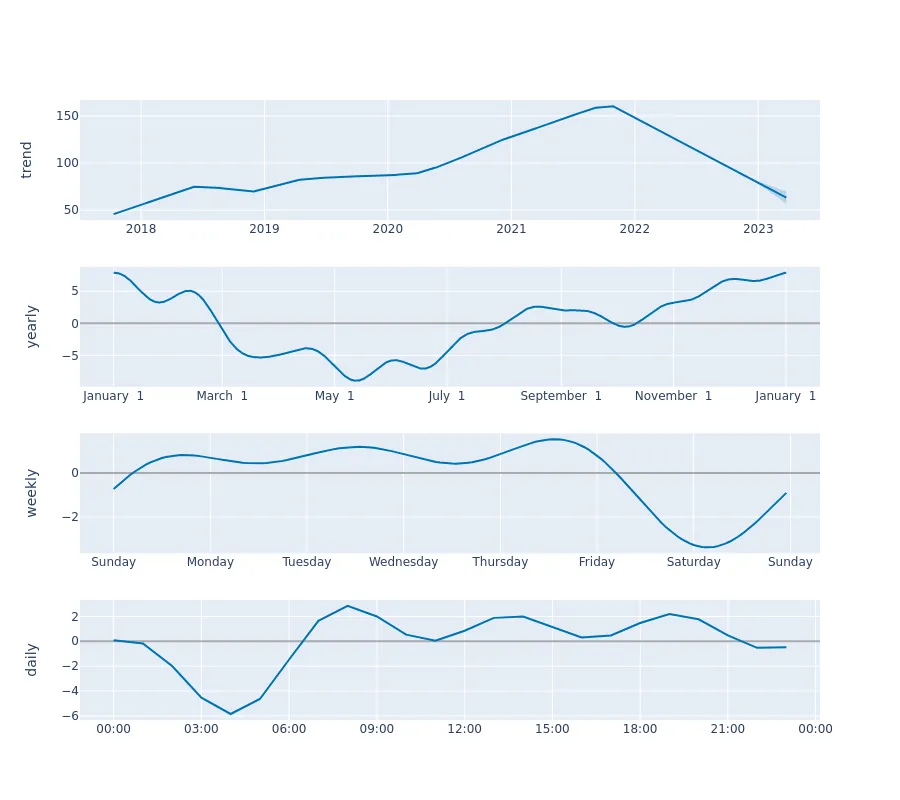 trend
150
100
50
2018 2019 2020 2021 2022 2023
yearly
5
0
−5
January 1 March 1 May 1 July 1 September 1 November 1 January 1
weekly
0
−2
Sunday Monday Tuesday Wednesday Thursday Friday Saturday Sunday
daily
2
0
−2
−4
−6
00:00 03:00 06:00 09:00 12:00 15:00 18:00 21:00 00:00